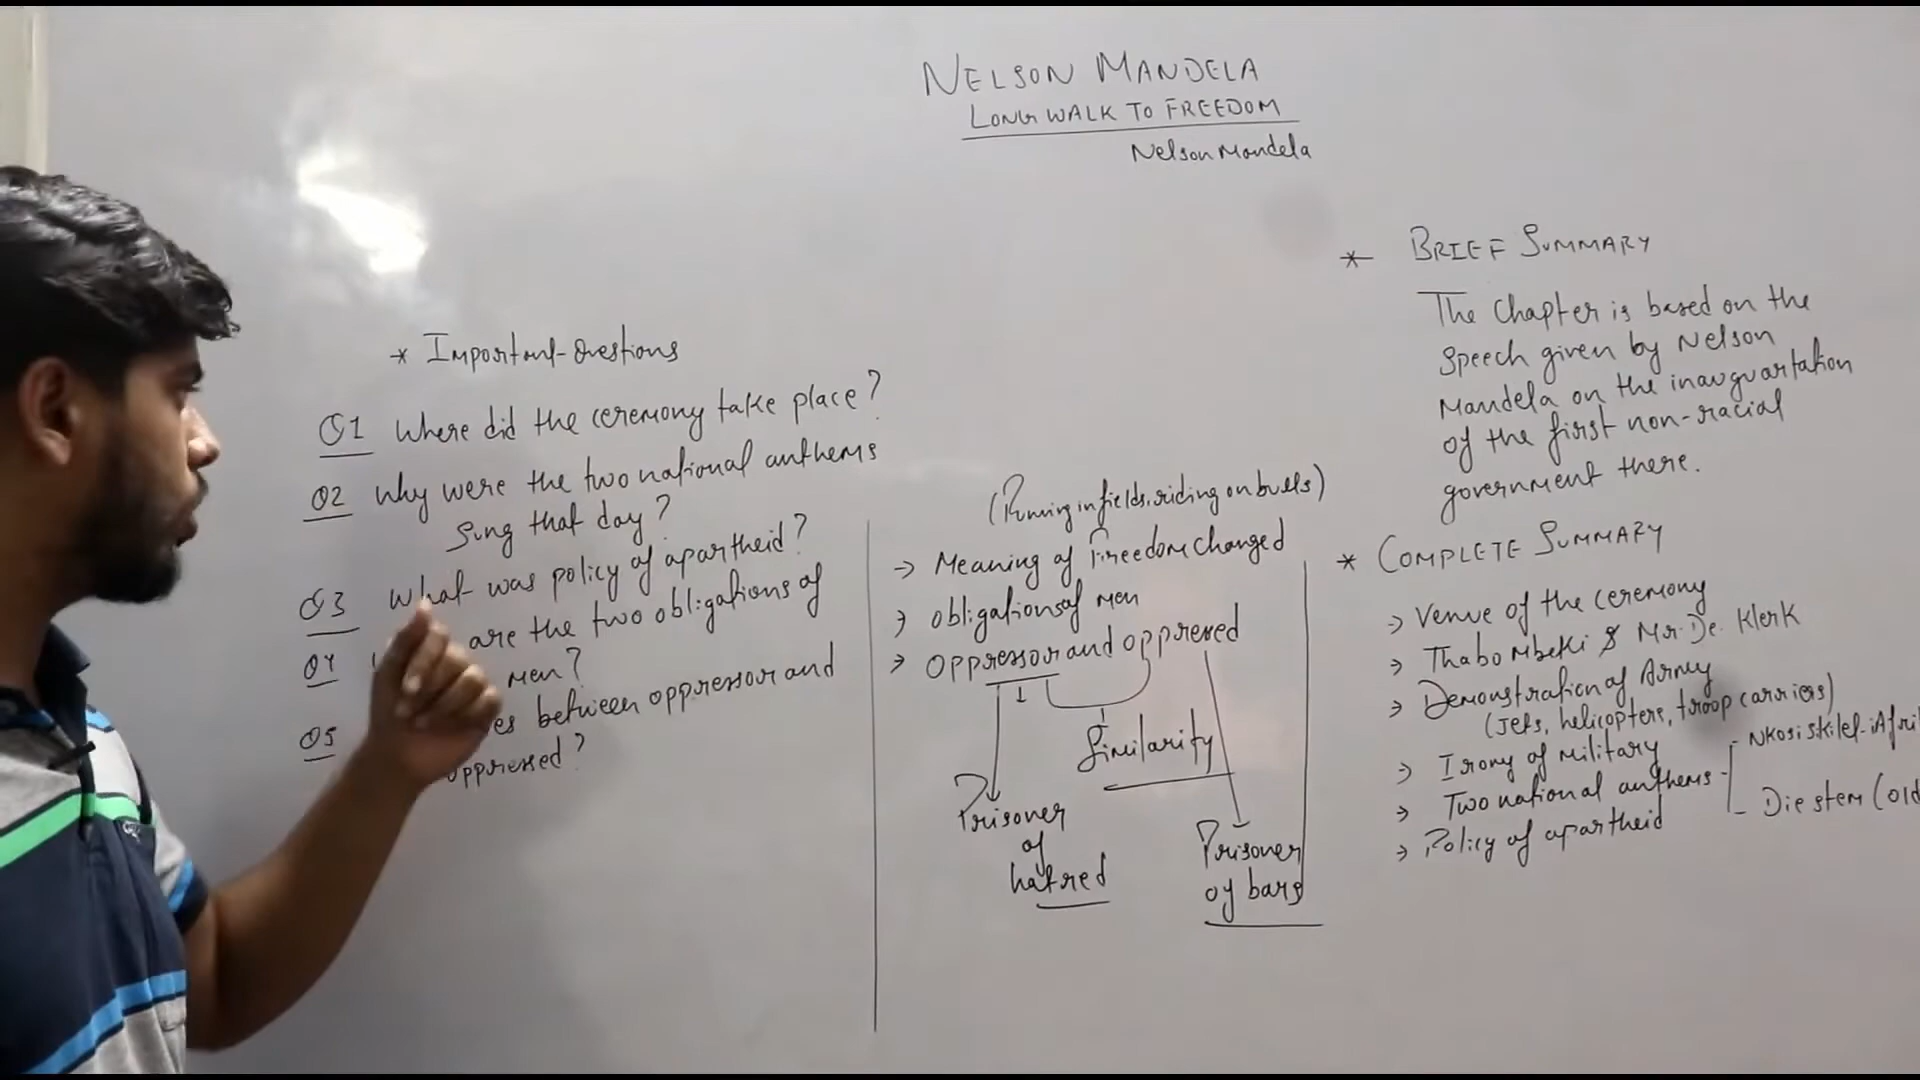 NELSON MANDELA
LONG WALK TO FREEDOM
Nelson Mandela
* Important Questions
Q1 Where did the ceremony take place?
Q2 Why were the two national anthems
Sung that day?
Q3 What was policy of apartheid?
Q4 are the two obligations of
men?
Q5 between oppressor and
oppressed?
(Running in fields, riding on bulls)
→ Meaning of Freedom changed
→ obligations of men
→ Oppressor and oppressed
Similarity
Prisoner
of
hatred
Prisoner
of bars
* BRIEF SUMMARY
The Chapter is based on the
Speech given by Nelson
Mandela on the inauguartation
of the first non-racial
government there.
* COMPLETE SUMMARY
→ Venue of the ceremony
→ Thabo Mbeki & Mr. De. Klerk
→ Demonstration of Army
(Jets, helicopters, troop carriers)
→ Irony of military
→ Two national anthems - Nkosi
Die stem (old
→ Policy of apartheid